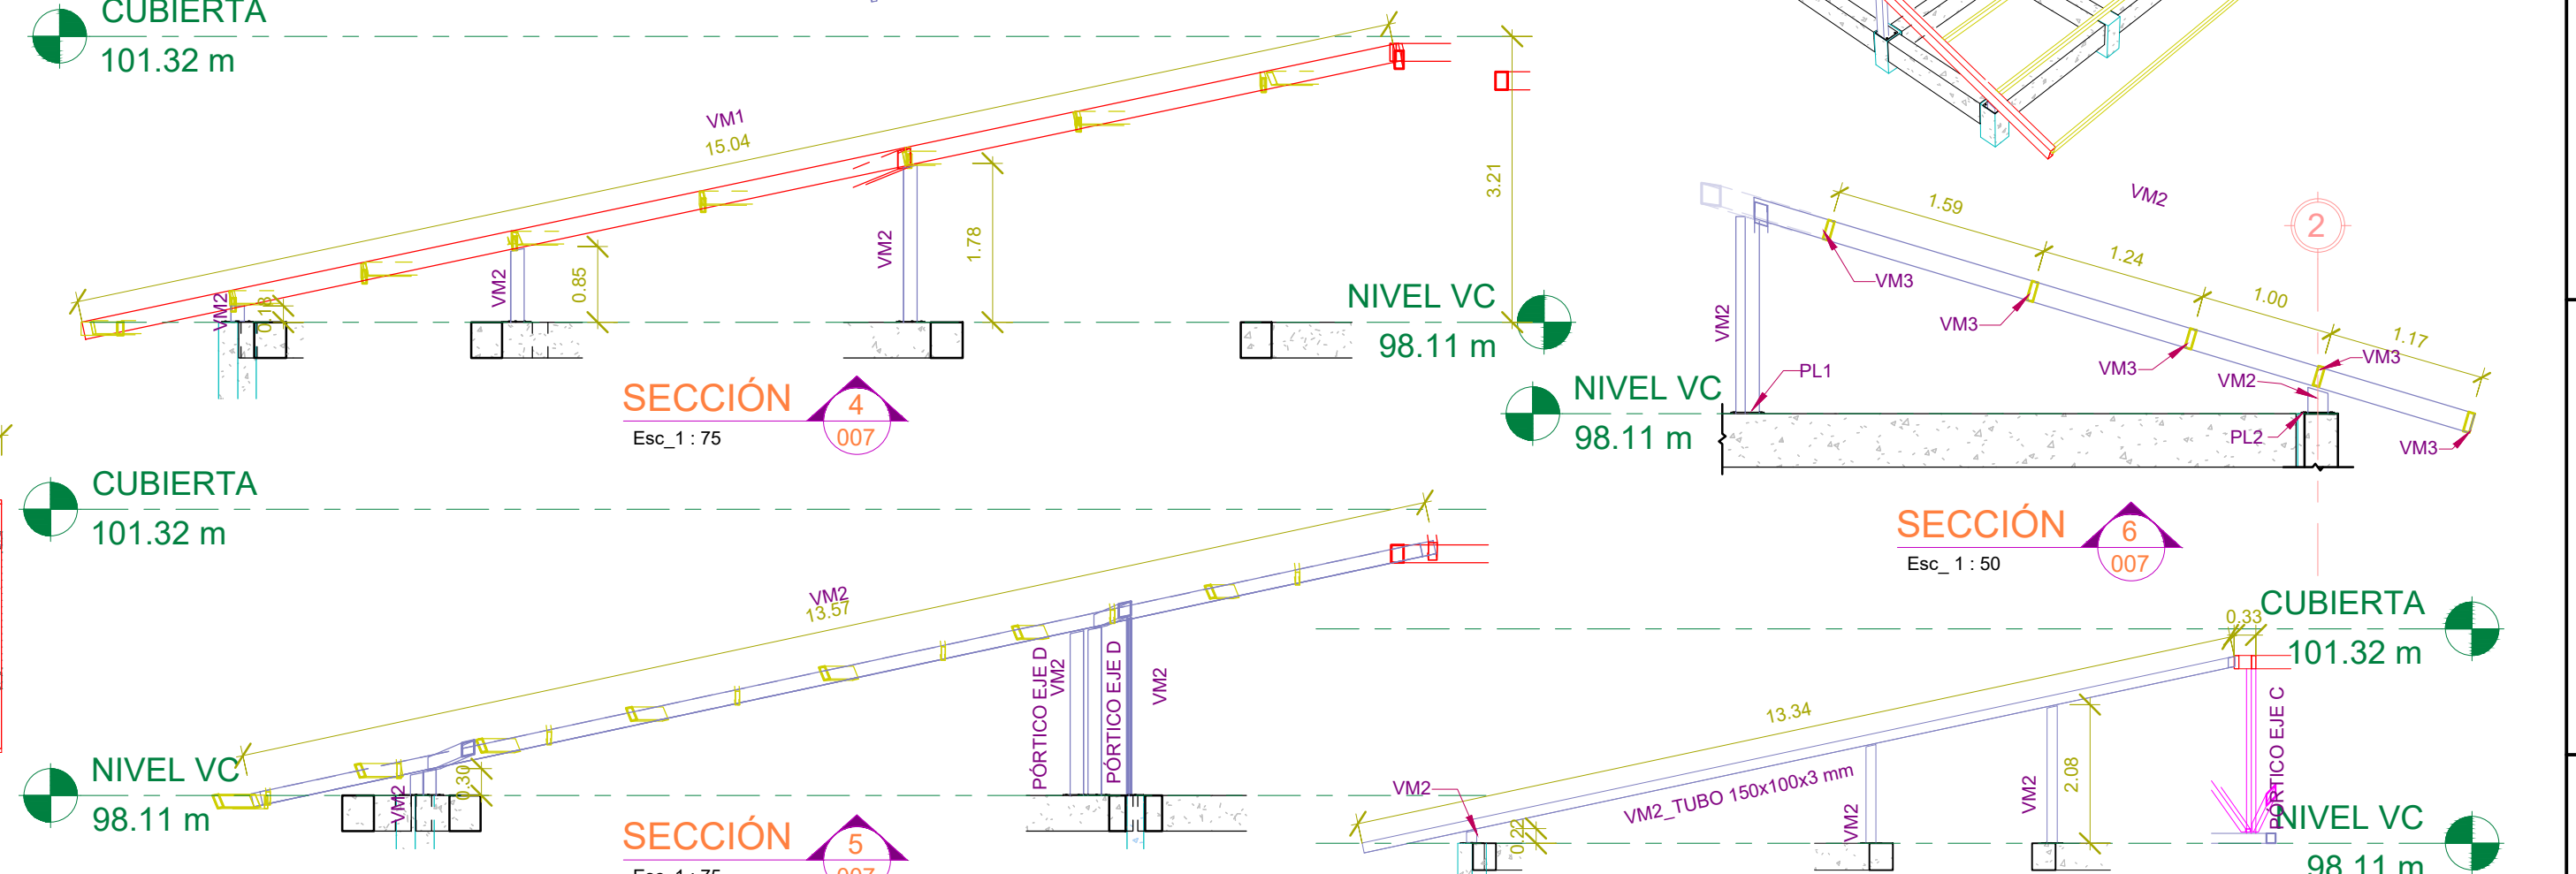 CUBIERTA
101.32 m
VM1
15.04
VM2
0.18
VM2
0.85
VM2
1.78
3.21
NIVEL VC
98.11 m
SECCIÓN
4
007
Esc_1 : 75
VM2
1.59
1.24
1.00
1.17
2
VM2
VM3
VM3
VM3
VM3
VM2
PL1
PL2
VM3
NIVEL VC
98.11 m
SECCIÓN
6
007
Esc_ 1 : 50
CUBIERTA
101.32 m
VM2
13.57
PÓRTICO EJE D
VM2
PÓRTICO EJE D
VM2
VM2
0.30
NIVEL VC
98.11 m
SECCIÓN
5
007
Esc_1 : 75
CUBIERTA
101.32 m
0.33
13.34
VM2
VM2_TUBO 150x100x3 mm
0.22
VM2
VM2
2.08
PÓRTICO EJE C
NIVEL VC
98.11 m